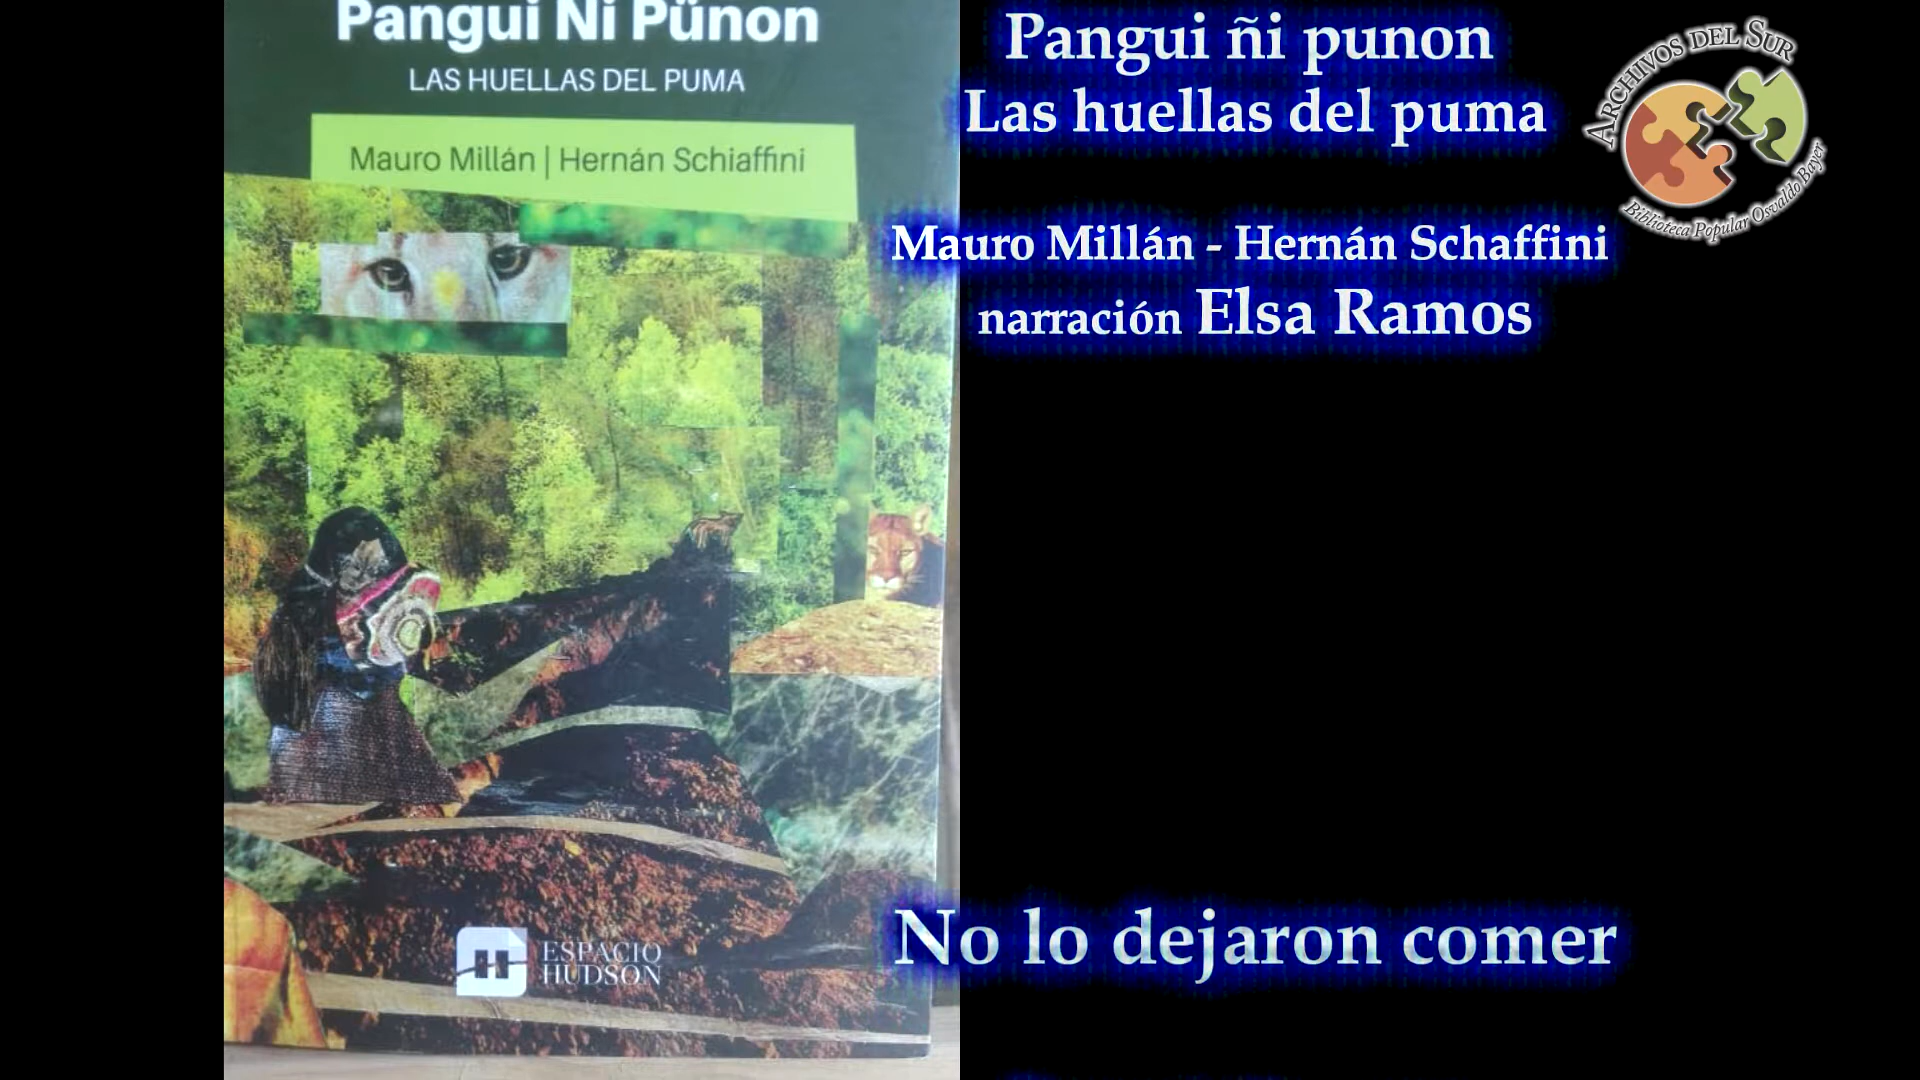 Pangui Ñi Pünon
LAS HUELLAS DEL PUMA
Mauro Millán | Hernán Schiaffini
ESPACIO
HUDSON
Pangui ñi punon
Las huellas del puma
Mauro Millán - Hernán Schaffini
narración Elsa Ramos
No lo dejaron comer
ARCHIVOS DEL SUR
Biblioteca Popular Osvaldo Bayer